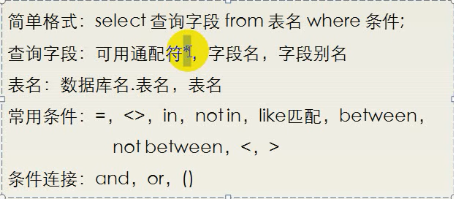 简单格式：select 查询字段 from 表名 where 条件;
查询字段：可用通配符*，字段名，字段别名
表名：数据库名.表名，表名
常用条件：=，<>，in，not in，like匹配，between，
not between，<，>
条件连接：and，or，()